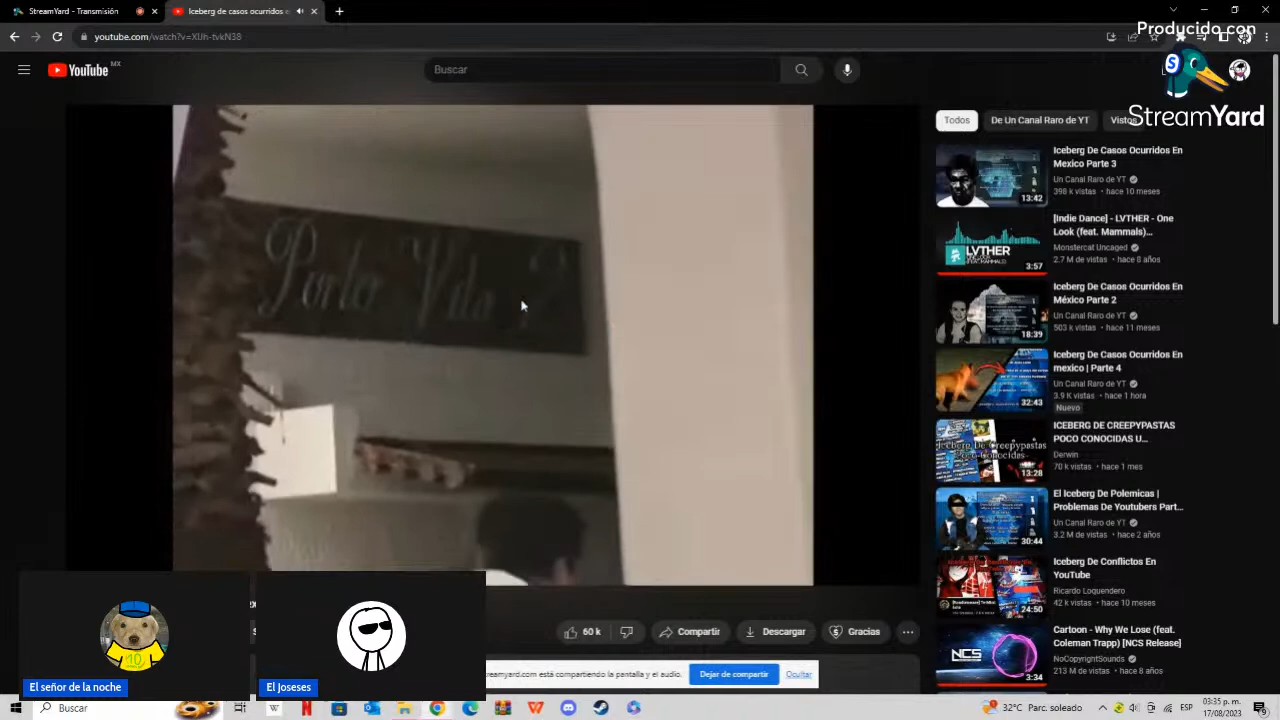 StreamYard - Transmisión
Iceberg de casos ocurridos e
youtube.com/watch?v=XlJh-tvkN38
Producido con
StreamYard
YouTube MX
Buscar
Todos
De Un Canal Raro de YT
Vistos
Iceberg De Casos Ocurridos En
Mexico Parte 3
Un Canal Raro de YT
398 k vistas • hace 10 meses
13:42
[Indie Dance] - LVTHER - One
Look (feat. Mammals)...
Monstercat Uncaged
2.7 M de vistas • hace 8 años
LVTHER
3:57
Iceberg De Casos Ocurridos En
México Parte 2
Un Canal Raro de YT
503 k vistas • hace 11 meses
18:39
Iceberg De Casos Ocurridos En
mexico | Parte 4
Un Canal Raro de YT
3.9 K vistas • hace 1 hora
Nuevo
32:43
ICEBERG DE CREEPYPASTAS
POCO CONOCIDAS U...
Derwin
70 k vistas • hace 1 mes
Iceberg De Creepypastas
Poco Conocidas
13:28
El Iceberg De Polemicas |
Problemas De Youtubers Part...
Un Canal Raro de YT
3.2 M de vistas • hace 2 años
30:44
Iceberg De Conflictos En
YouTube
Ricardo Loquendero
42 k vistas • hace 10 meses
24:50
Cartoon - Why We Lose (feat.
Coleman Trapp) [NCS Release]
NoCopyrightSounds
213 M de vistas • hace 8 años
NCS
3:34
60 k
Compartir
Descargar
Gracias
10
El señor de la noche
El Joseses
eamyard.com está compartiendo la pantalla y el audio.
Dejar de compartir
Ocultar
Buscar
32°C Parc. soleado
ESP
03:35 p. m.
17/08/2023